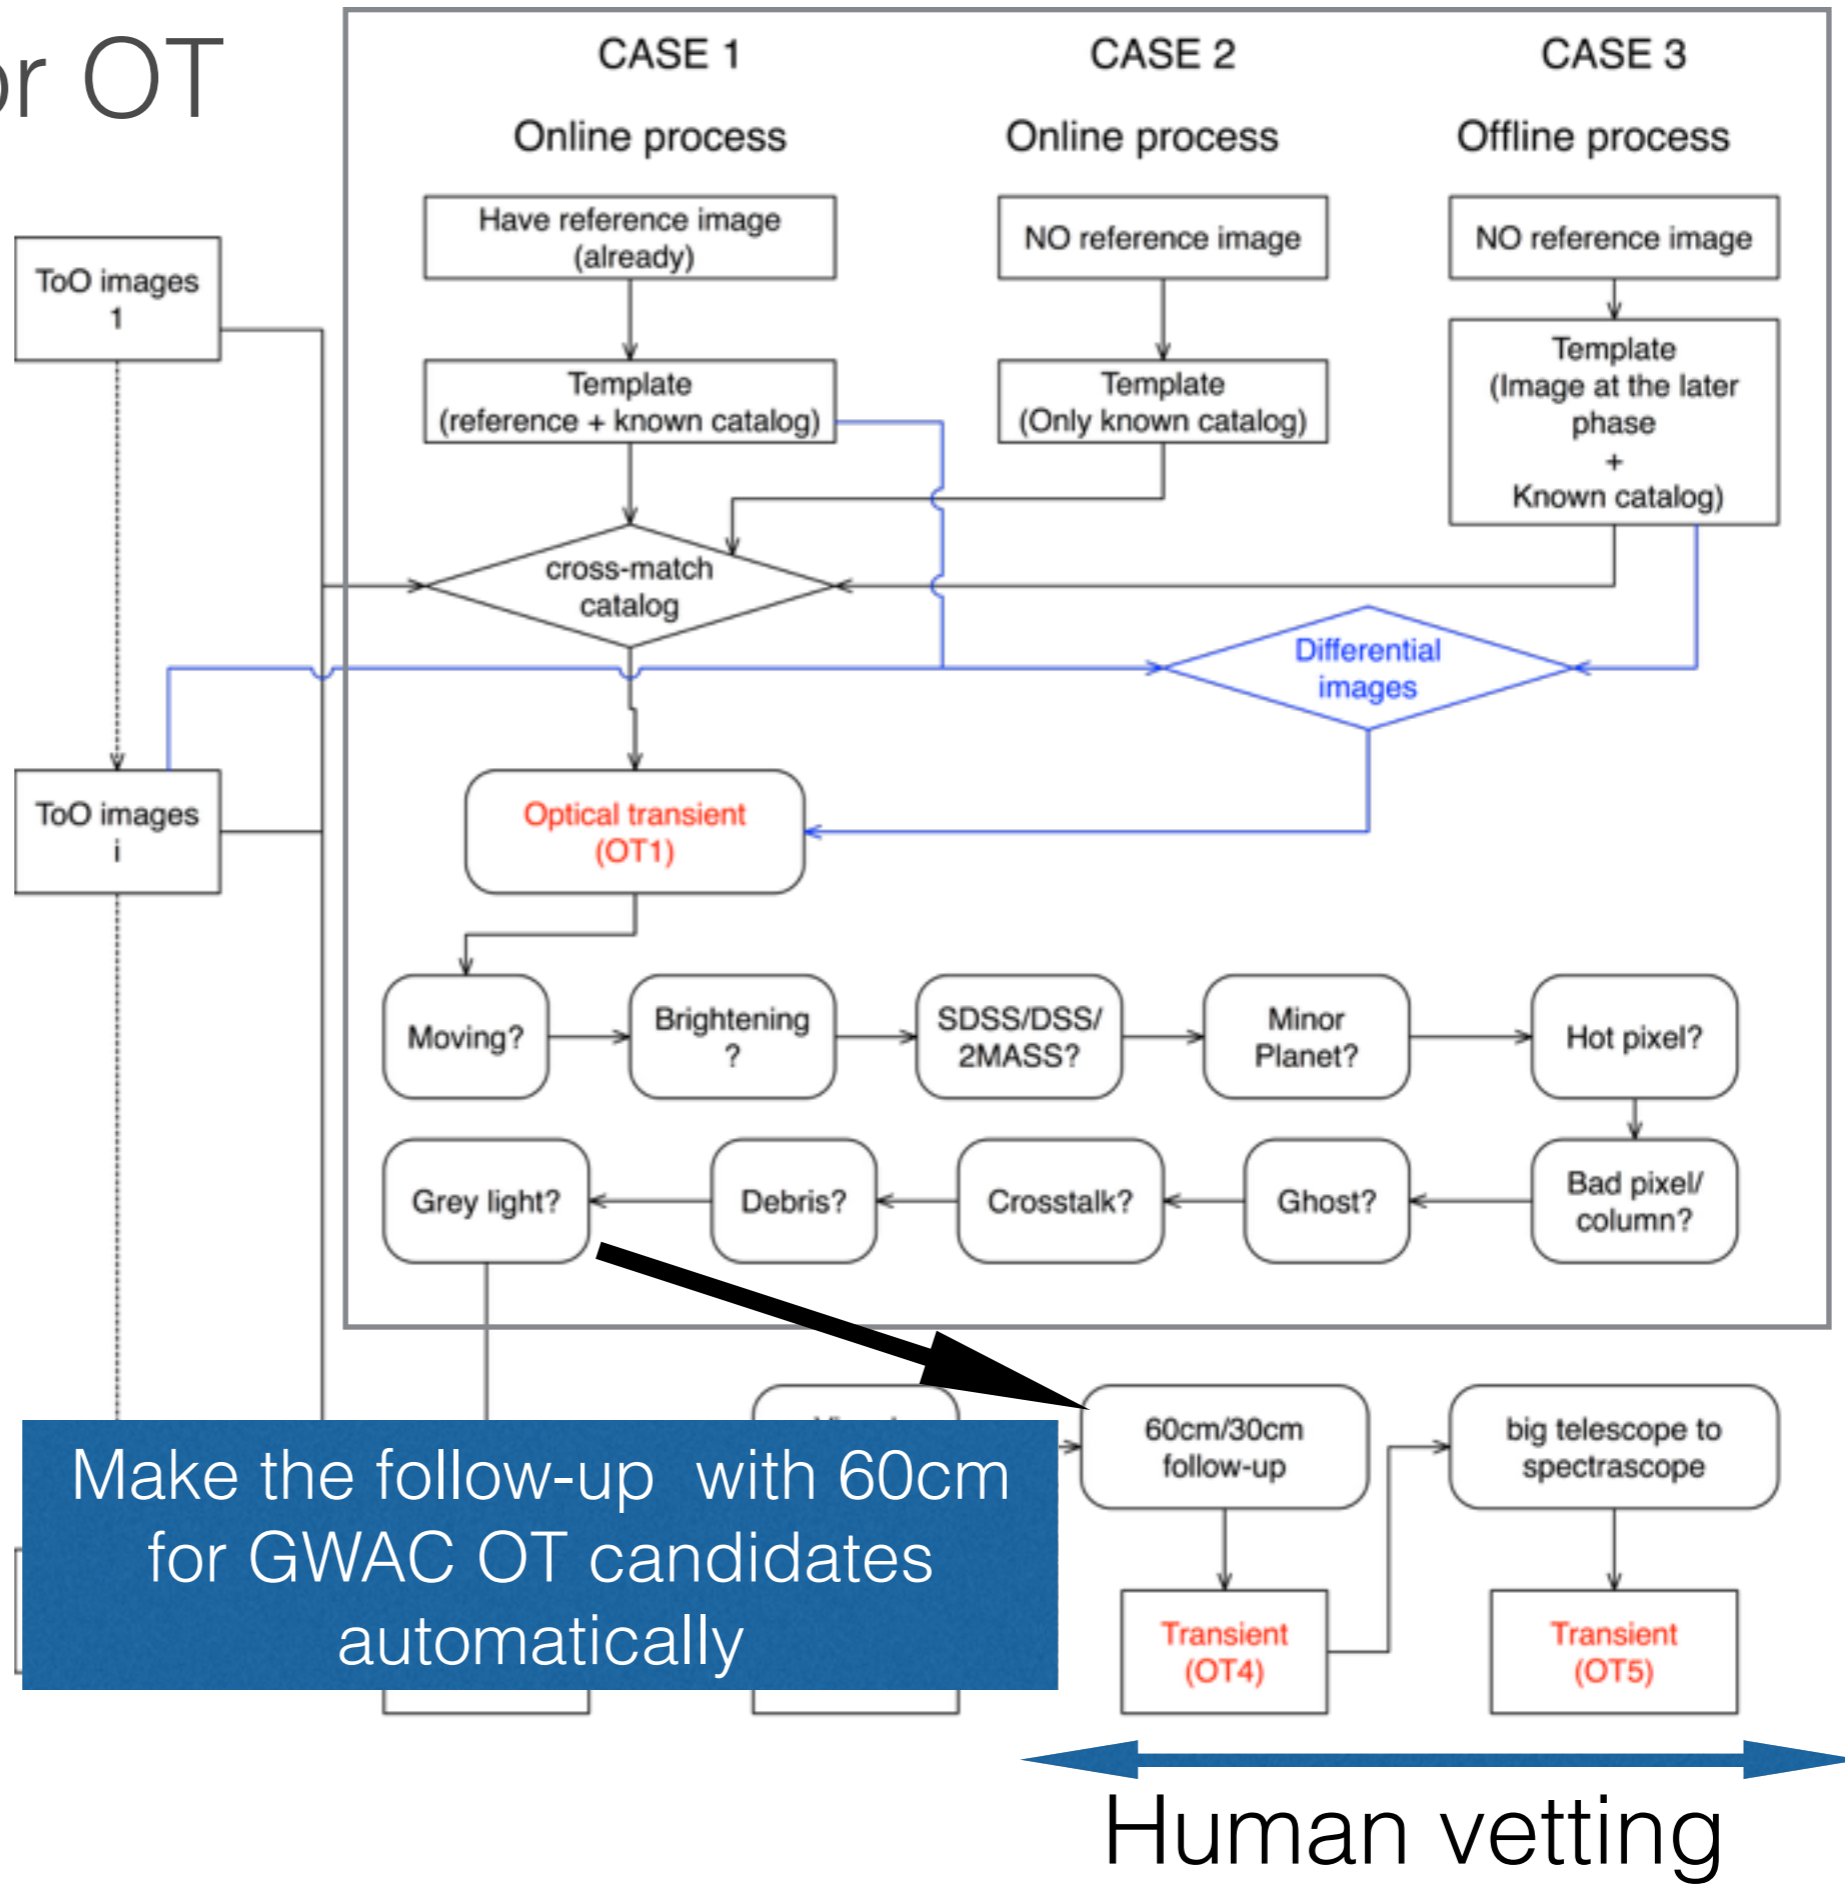 or OT
CASE 1
CASE 2
CASE 3
Online process
Online process
Offline process
Have reference image
(already)
NO reference image
NO reference image
ToO images
1
Template
(reference + known catalog)
Template
(Only known catalog)
Template
(Image at the later
phase
+
Known catalog)
cross-match
catalog
Differential
images
ToO images
i
Optical transient
(OT1)
Moving?
Brightening
?
SDSS/DSS/
2MASS?
Minor
Planet?
Hot pixel?
Grey light?
Debris?
Crosstalk?
Ghost?
Bad pixel/
column?
60cm/30cm
follow-up
big telescope to
spectrascope
Make the follow-up with 60cm
for GWAC OT candidates
automatically
Transient
(OT4)
Transient
(OT5)
Human vetting